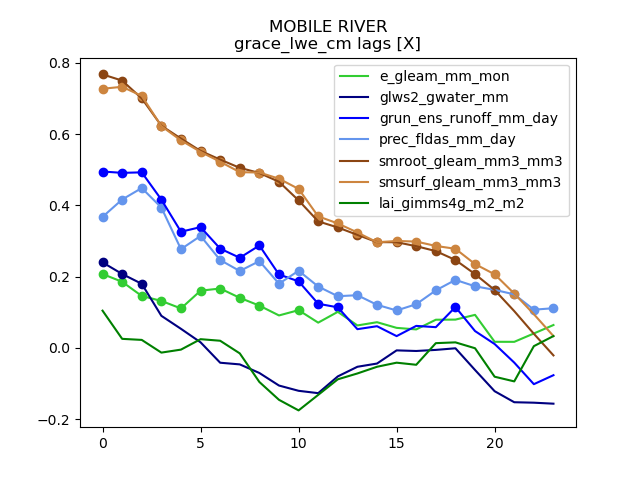 MOBILE RIVER
grace_lwe_cm lags [X]
0.8
0.6
0.4
0.2
0.0
−0.2
0
5
10
15
20
e_gleam_mm_mon
glws2_gwater_mm
grun_ens_runoff_mm_day
prec_fldas_mm_day
smroot_gleam_mm3_mm3
smsurf_gleam_mm3_mm3
lai_gimms4g_m2_m2